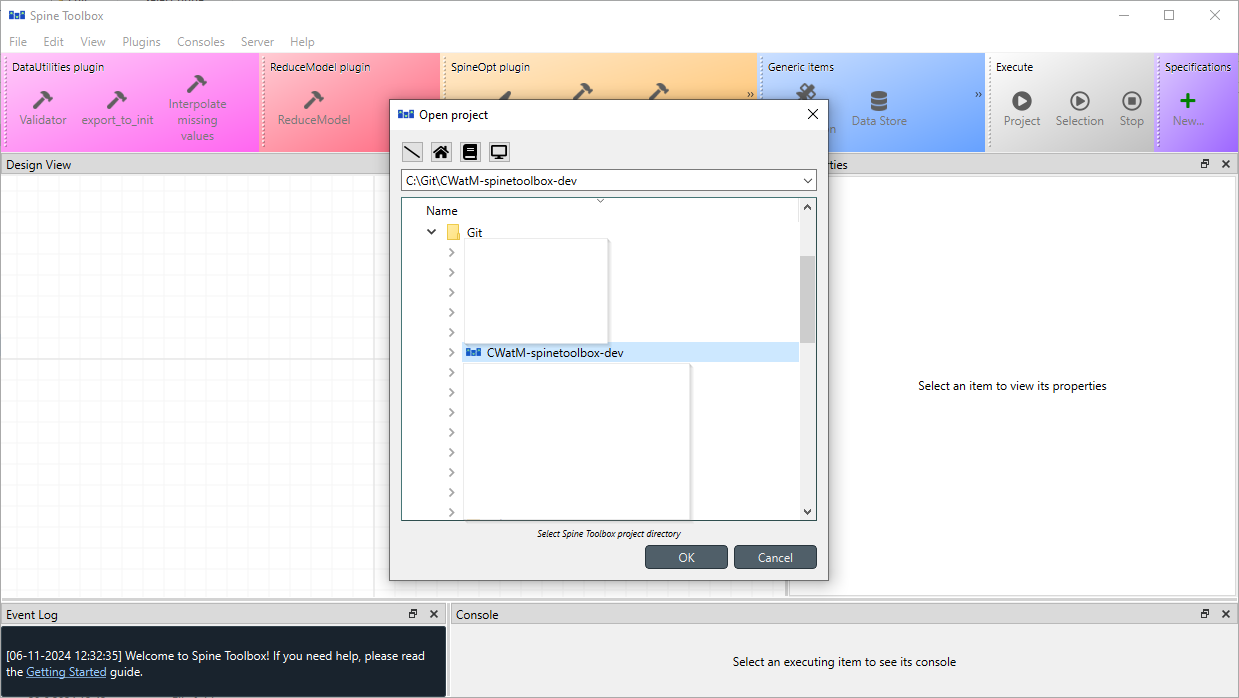 Spine Toolbox
File Edit View Plugins Consoles Server Help
DataUtilities plugin
Validator
export_to_init
Interpolate
missing
values
ReduceModel plugin
ReduceModel
SpineOpt plugin
»
Generic items
Data Store
»
Execute
Project
Selection
Stop
Specifications
New...
Open project
C:\Git\CWatM-spinetoolbox-dev
Name
Git
CWatM-spinetoolbox-dev
Select Spine Toolbox project directory
OK
Cancel
Design View
Select an item to view its properties
Event Log
[06-11-2024 12:32:35] Welcome to Spine Toolbox! If you need help, please read
the Getting Started guide.
Console
Select an executing item to see its console